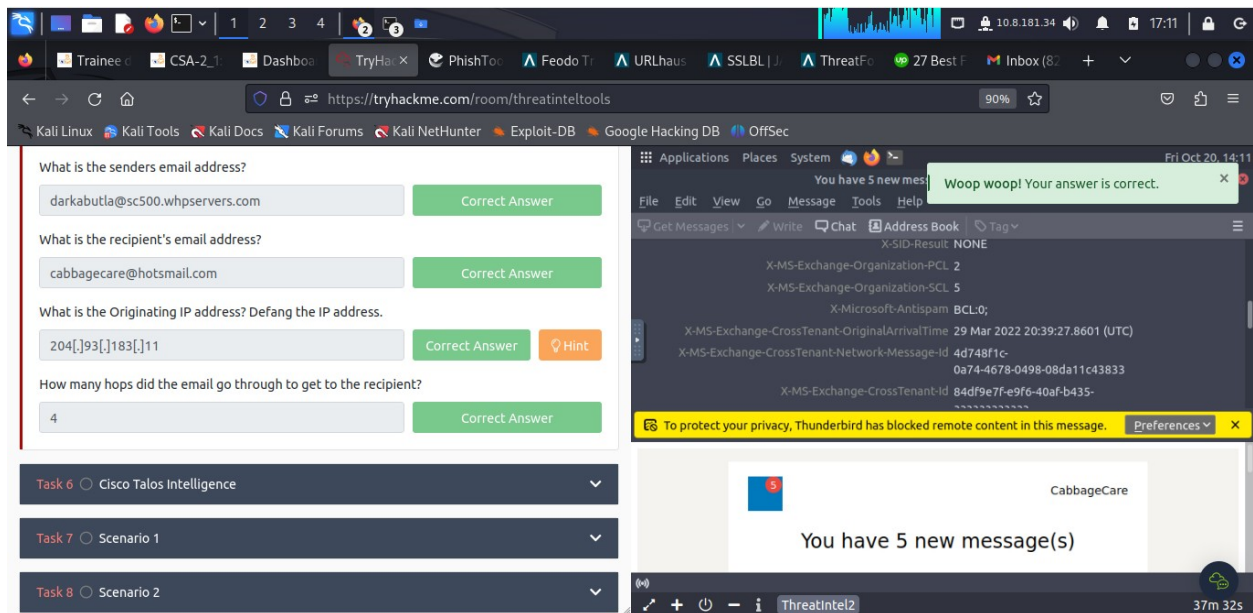 1 2 3 4
2 3
10.8.181.34
17:11
Trainee d
CSA-2_1
Dashboa
TryHac
PhishToo
Feodo Tr
URLhaus
SSLBL | J
ThreatFo
27 Best F
Inbox (82
https://tryhackme.com/room/threatinteltools
90%
Kali Linux Kali Tools Kali Docs Kali Forums Kali NetHunter Exploit-DB Google Hacking DB OffSec
What is the senders email address?
darkabutla@sc500.whpservers.com
Correct Answer
What is the recipient's email address?
cabbagecare@hotsmail.com
Correct Answer
What is the Originating IP address? Defang the IP address.
204[.]93[.]183[.]11
Correct Answer
Hint
How many hops did the email go through to get to the recipient?
4
Correct Answer
Task 6 Cisco Talos Intelligence
Task 7 Scenario 1
Task 8 Scenario 2
Applications Places System
Fri Oct 20, 14:11
You have 5 new mes
Woop woop! Your answer is correct.
File Edit View Go Message Tools Help
Get Messages Write Chat Address Book Tag
X-SID-Result NONE
X-MS-Exchange-Organization-PCL 2
X-MS-Exchange-Organization-SCL 5
X-Microsoft-Antispam BCL:0;
X-MS-Exchange-CrossTenant-OriginalArrivalTime 29 Mar 2022 20:39:27.8601 (UTC)
X-MS-Exchange-CrossTenant-Network-Message-Id 4d748f1c-
0a74-4678-0498-08da11c43833
X-MS-Exchange-CrossTenant-Id 84df9e7f-e9f6-40af-b435-
To protect your privacy, Thunderbird has blocked remote content in this message.
Preferences
5
CabbageCare
You have 5 new message(s)
ThreatIntel2
37m 32s